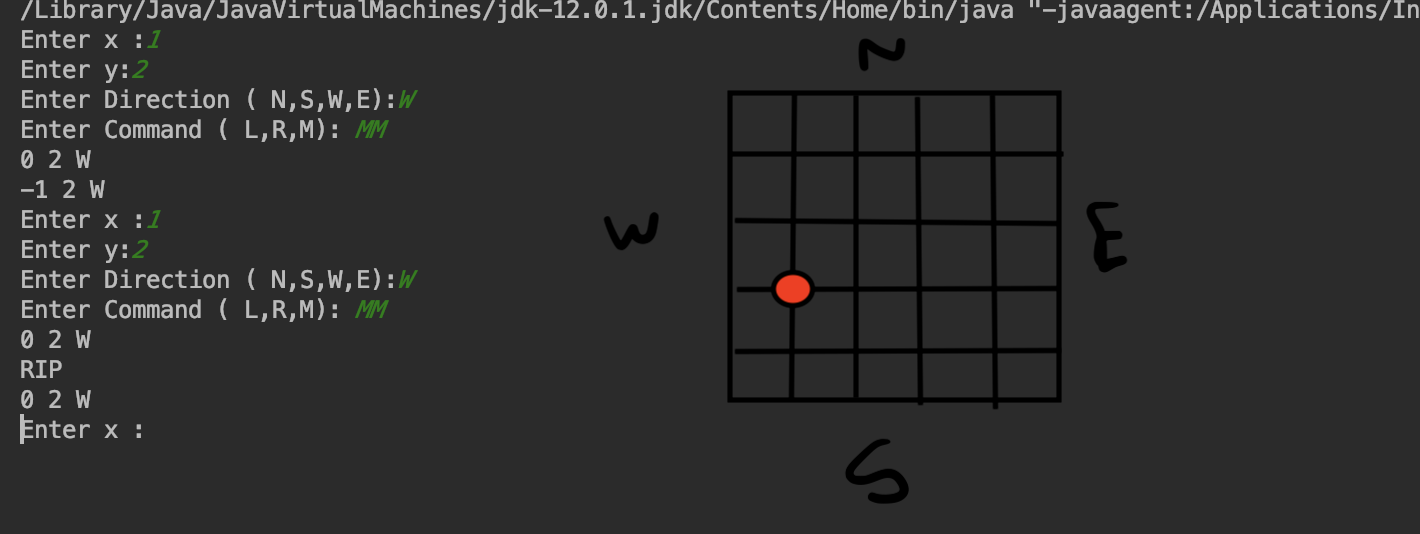 /Library/Java/JavaVirtualMachines/jdk-12.0.1.jdk/Contents/Home/bin/java "-javaagent:/Applications/In
Enter x :1
Enter y:2
Enter Direction ( N,S,W,E):W
Enter Command ( L,R,M): MM
0 2 W
-1 2 W
Enter x :1
Enter y:2
Enter Direction ( N,S,W,E):W
Enter Command ( L,R,M): MM
0 2 W
RIP
0 2 W
Enter x :
N
W
E
S